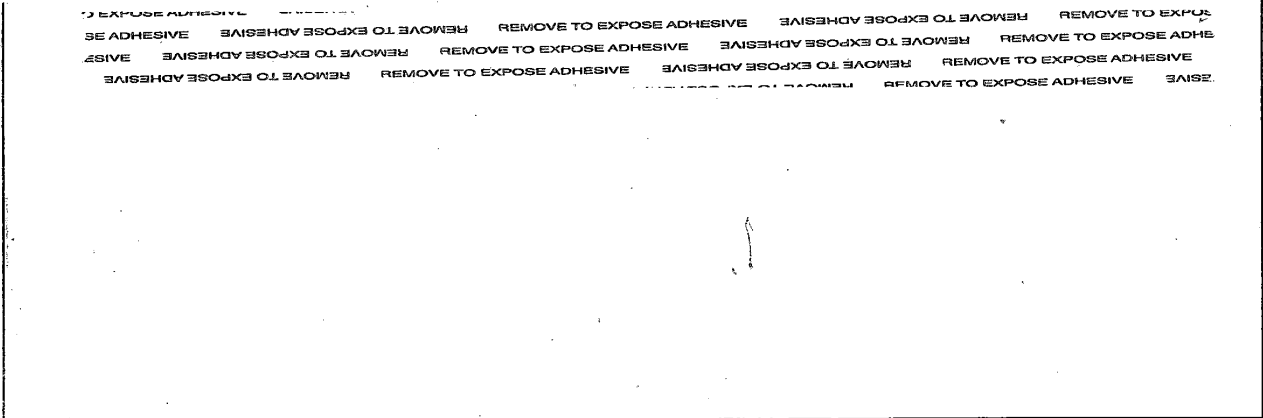 O EXPOSE ADHESIVE
SE ADHESIVE REMOVE TO EXPOSE ADHESIVE REMOVE TO EXPOSE ADHESIVE REMOVE TO EXPOSE ADHESIVE REMOVE TO EXPOS
ESIVE REMOVE TO EXPOSE ADHESIVE REMOVE TO EXPOSE ADHESIVE REMOVE TO EXPOSE ADHESIVE REMOVE TO EXPOSE ADHE
REMOVE TO EXPOSE ADHESIVE REMOVE TO EXPOSE ADHESIVE REMOVE TO EXPOSE ADHESIVE REMOVE TO EXPOSE ADHESIVE
REMOVE TO EXPOSE ADHESIVE ESIVE